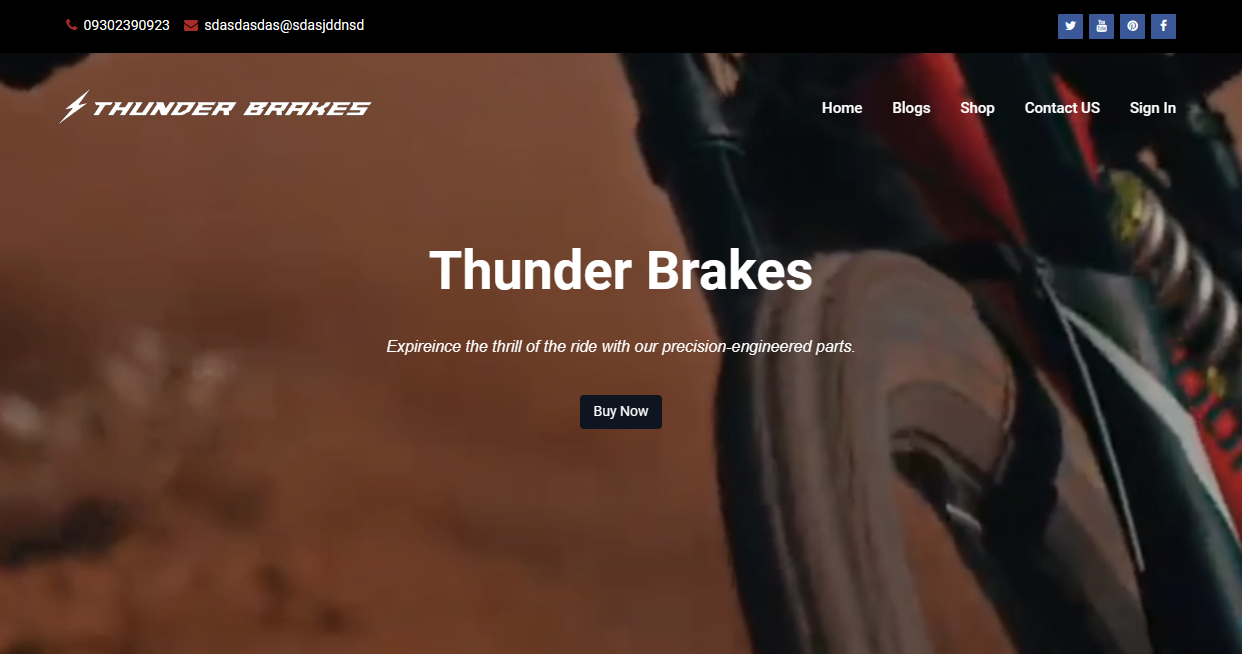 09302390923 sdasdasdas@sdasjddnsd
THUNDER BRAKES
Home Blogs Shop Contact US Sign In
Thunder Brakes
Expireince the thrill of the ride with our precision-engineered parts.
Buy Now